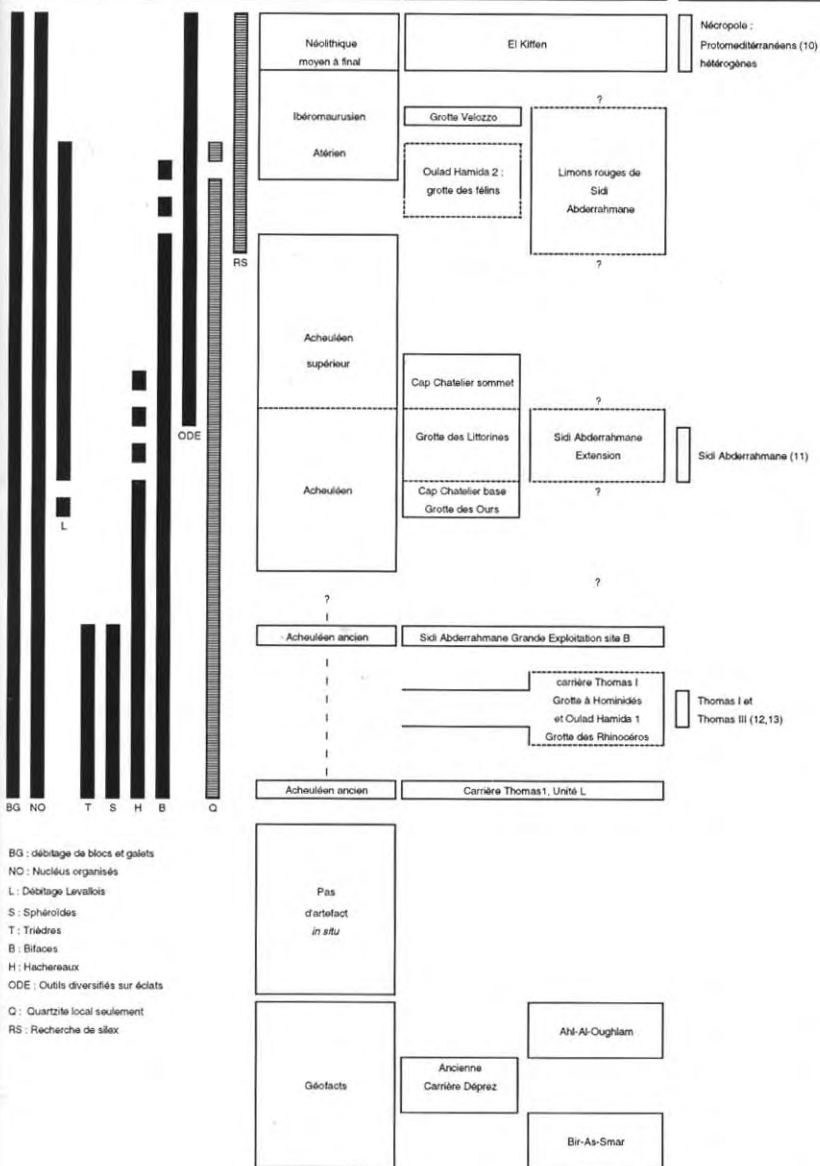 Néolithique
moyen à final
El Kiffen
Nécropole :
Protomediterránéens (10)
hétérogènes
Ibéromaurusien
Atérien
Grotte Velozzo
Oulad Hamida 2 :
grotte des félins
?
Limons rouges de
Sidi
Abderrahmane
?
RS
Acheuléen
supérieur
Cap Chatelier sommet
?
ODE
Grotte des Littorines
Sidi Abderrahmane
Extension
Sidi Abderrahmane (11)
Acheuléen
Cap Chatelier base
Grotte des Ours
?
L
?
?
Acheuléen ancien
Sidi Abderrahmane Grande Exploitation site B
carrière Thomas I
Grotte à Hominidés
et Oulad Hamida 1
Grotte des Rhinocéros
Thomas I et
Thomas III (12,13)
Acheuléen ancien
Carrière Thomas1, Unité L
BG NO T S H B Q
BG : débitage de blocs et galets
NO : Nucléus organisés
L : Débitage Levallois
S : Sphéroïdes
T : Trièdres
B : Bifaces
H : Hachereaux
ODE : Outils diversifiés sur éclats
Q : Quartzite local seulement
RS : Recherche de silex
Pas
d'artefact
in situ
Géofacts
Ahl-Al-Oughlam
Ancienne
Carrière Déprez
Bir-As-Smar